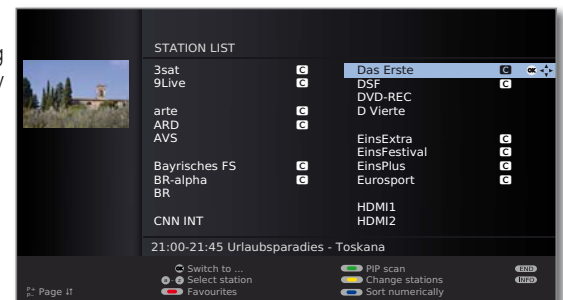 g
y
STATION LIST
3sat C
9Live C
arte C
ARD C
AVS
Bayrisches FS C
BR-alpha C
BR
CNN INT
Das Erste C OK
DSF C
DVD-REC
D Vierte
EinsExtra C
EinsFestival C
EinsPlus C
Eurosport C
HDMI1
HDMI2
21:00-21:45 Urlaubsparadies - Toskana
OK Switch to ...
PIP scan END
Select station
Change stations INFO
P+ P– Page ↓↑
Favourites
Sort numerically